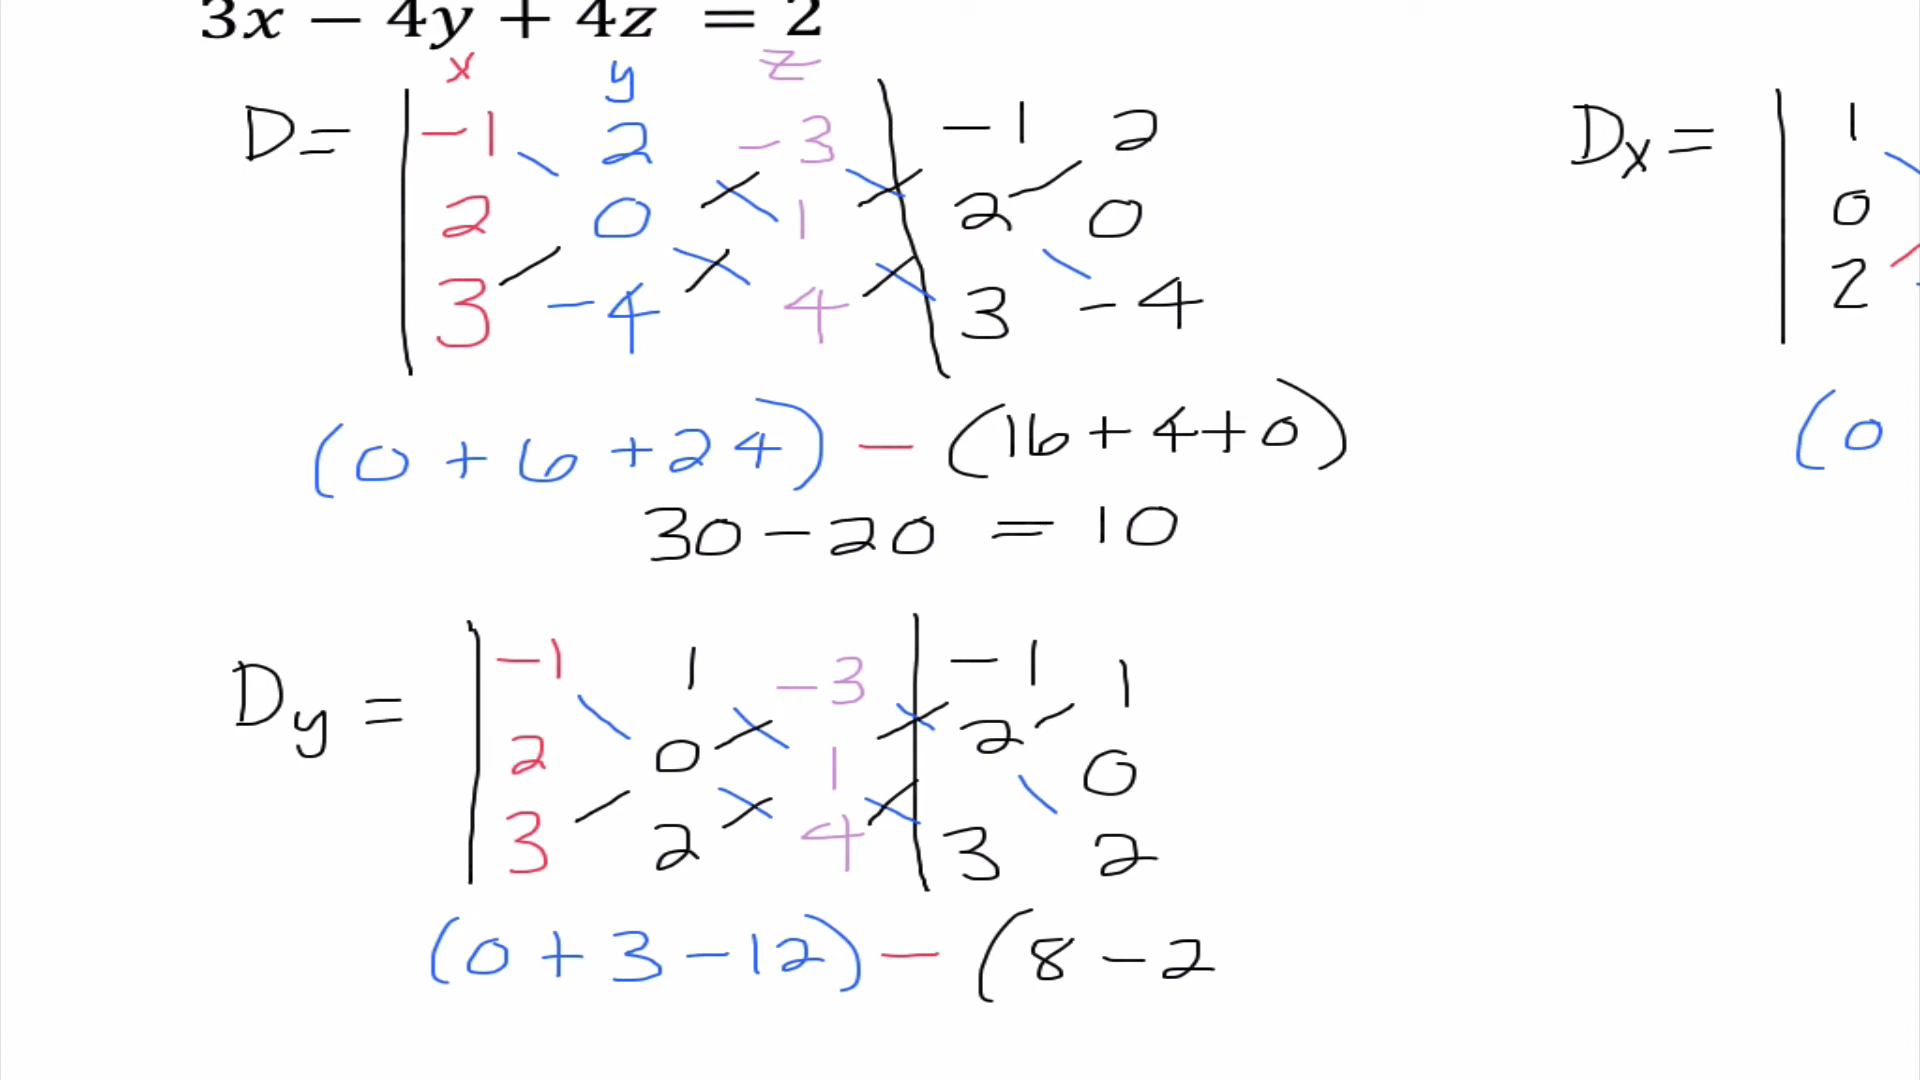 3x − 4y + 4z = 2
x y z
D = | -1 2 -3 | -1 2
2 0 1 | 2 0
3 -4 4 | 3 -4
(0 + 6 + 24) - (16 + 4 + 0)
30 - 20 = 10
Dy = | -1 1 -3 | -1 1
2 0 1 | 2 0
3 2 4 | 3 2
(0 + 3 - 12) - (8 - 2
Dx = | 1
0
2
(0